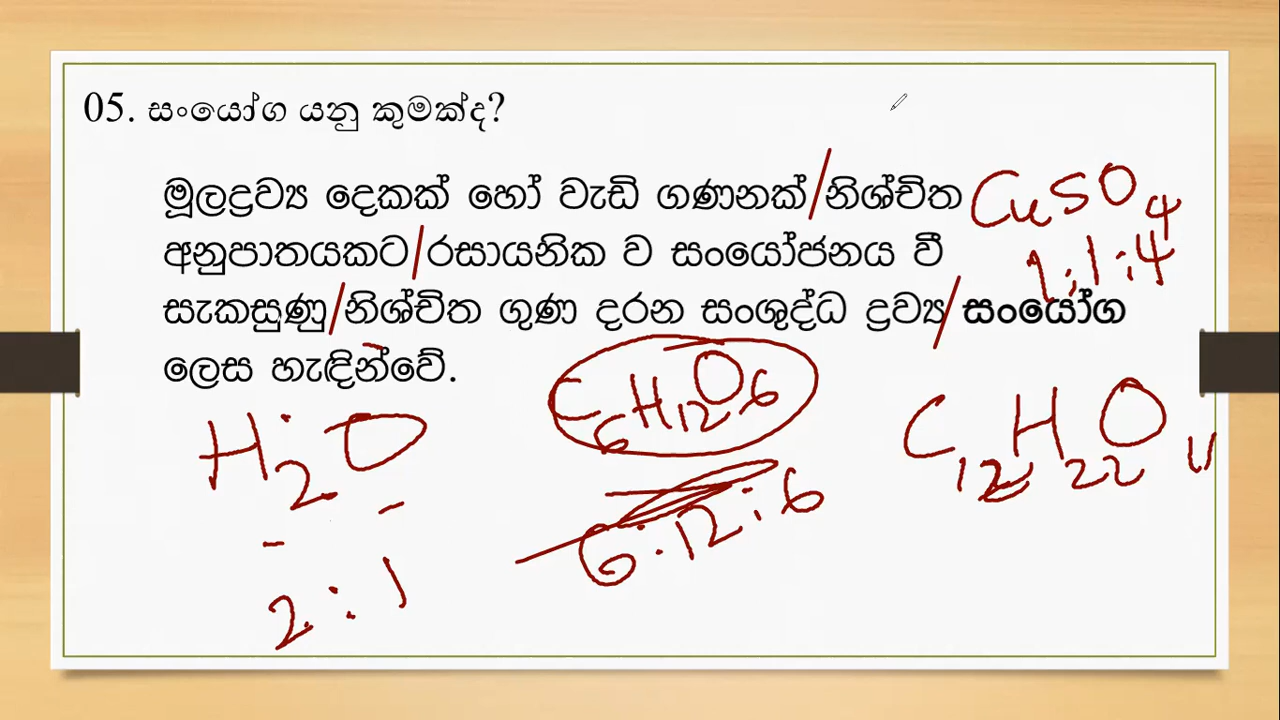 05. සංයෝග යනු කුමක්ද?
මූලද්‍රව්‍ය දෙකක් හෝ වැඩි ගණනක්/නිශ්චිත
CuSO4
අනුපාතයකට/රසායනික ව සංයෝජනය වී
1:1:4
සැකසුණු/නිශ්චිත ගුණ දරන සංශුද්ධ ද්‍රව්‍ය/සංයෝග
ලෙස හැඳින්වේ.
H2O
C6H12O6
C12H22O11
2:1
6:12:6